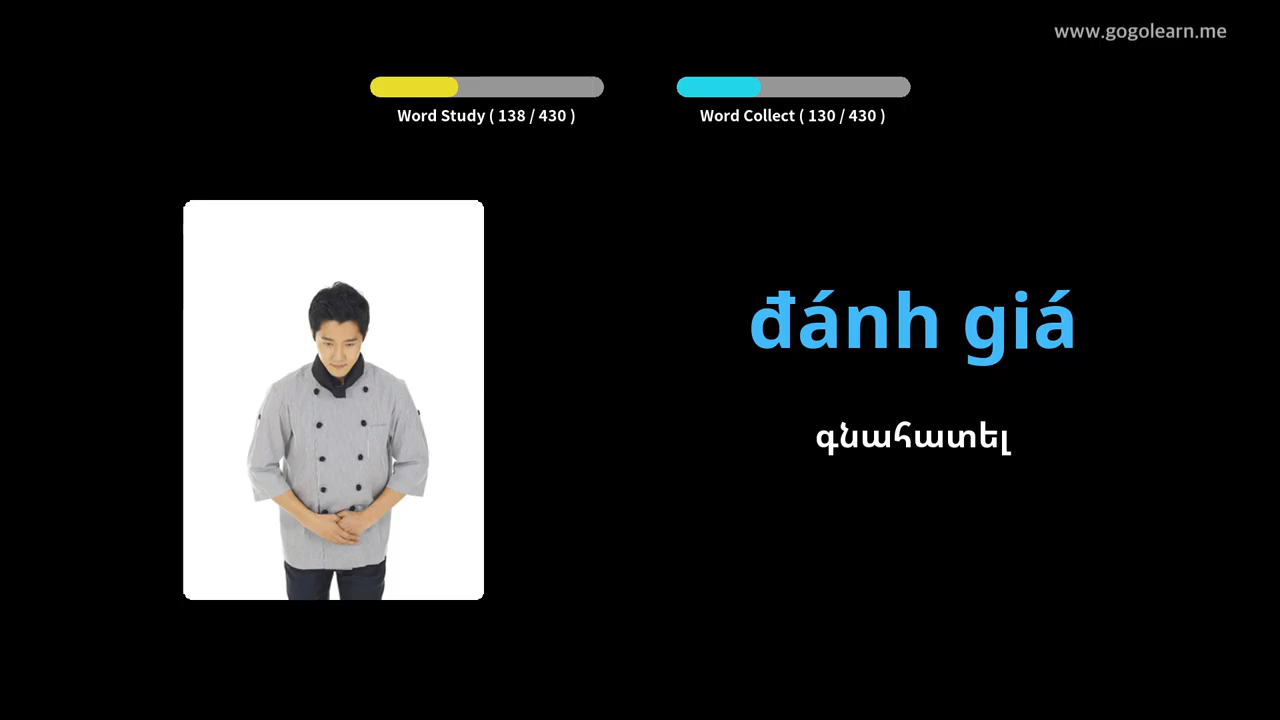 www.gogolearn.me
Word Study ( 138 / 430 )
Word Collect ( 130 / 430 )
đánh giá
գնահատել